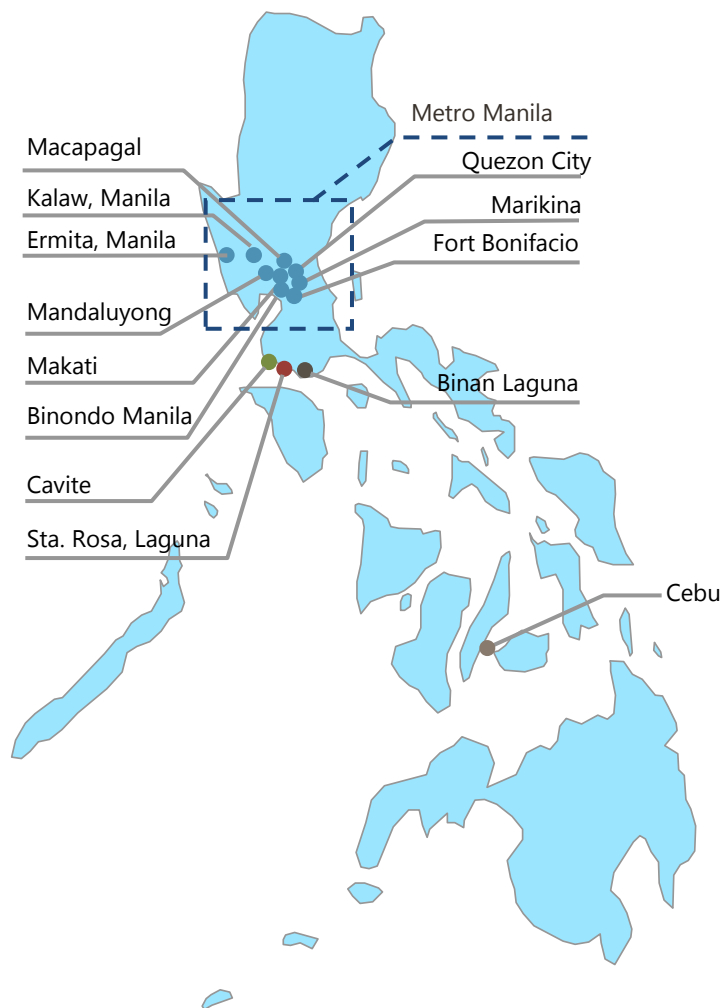 Metro Manila
Macapagal
Quezon City
Kalaw, Manila
Marikina
Ermita, Manila
Fort Bonifacio
Mandaluyong
Makati
Binan Laguna
Binondo Manila
Cavite
Sta. Rosa, Laguna
Cebu